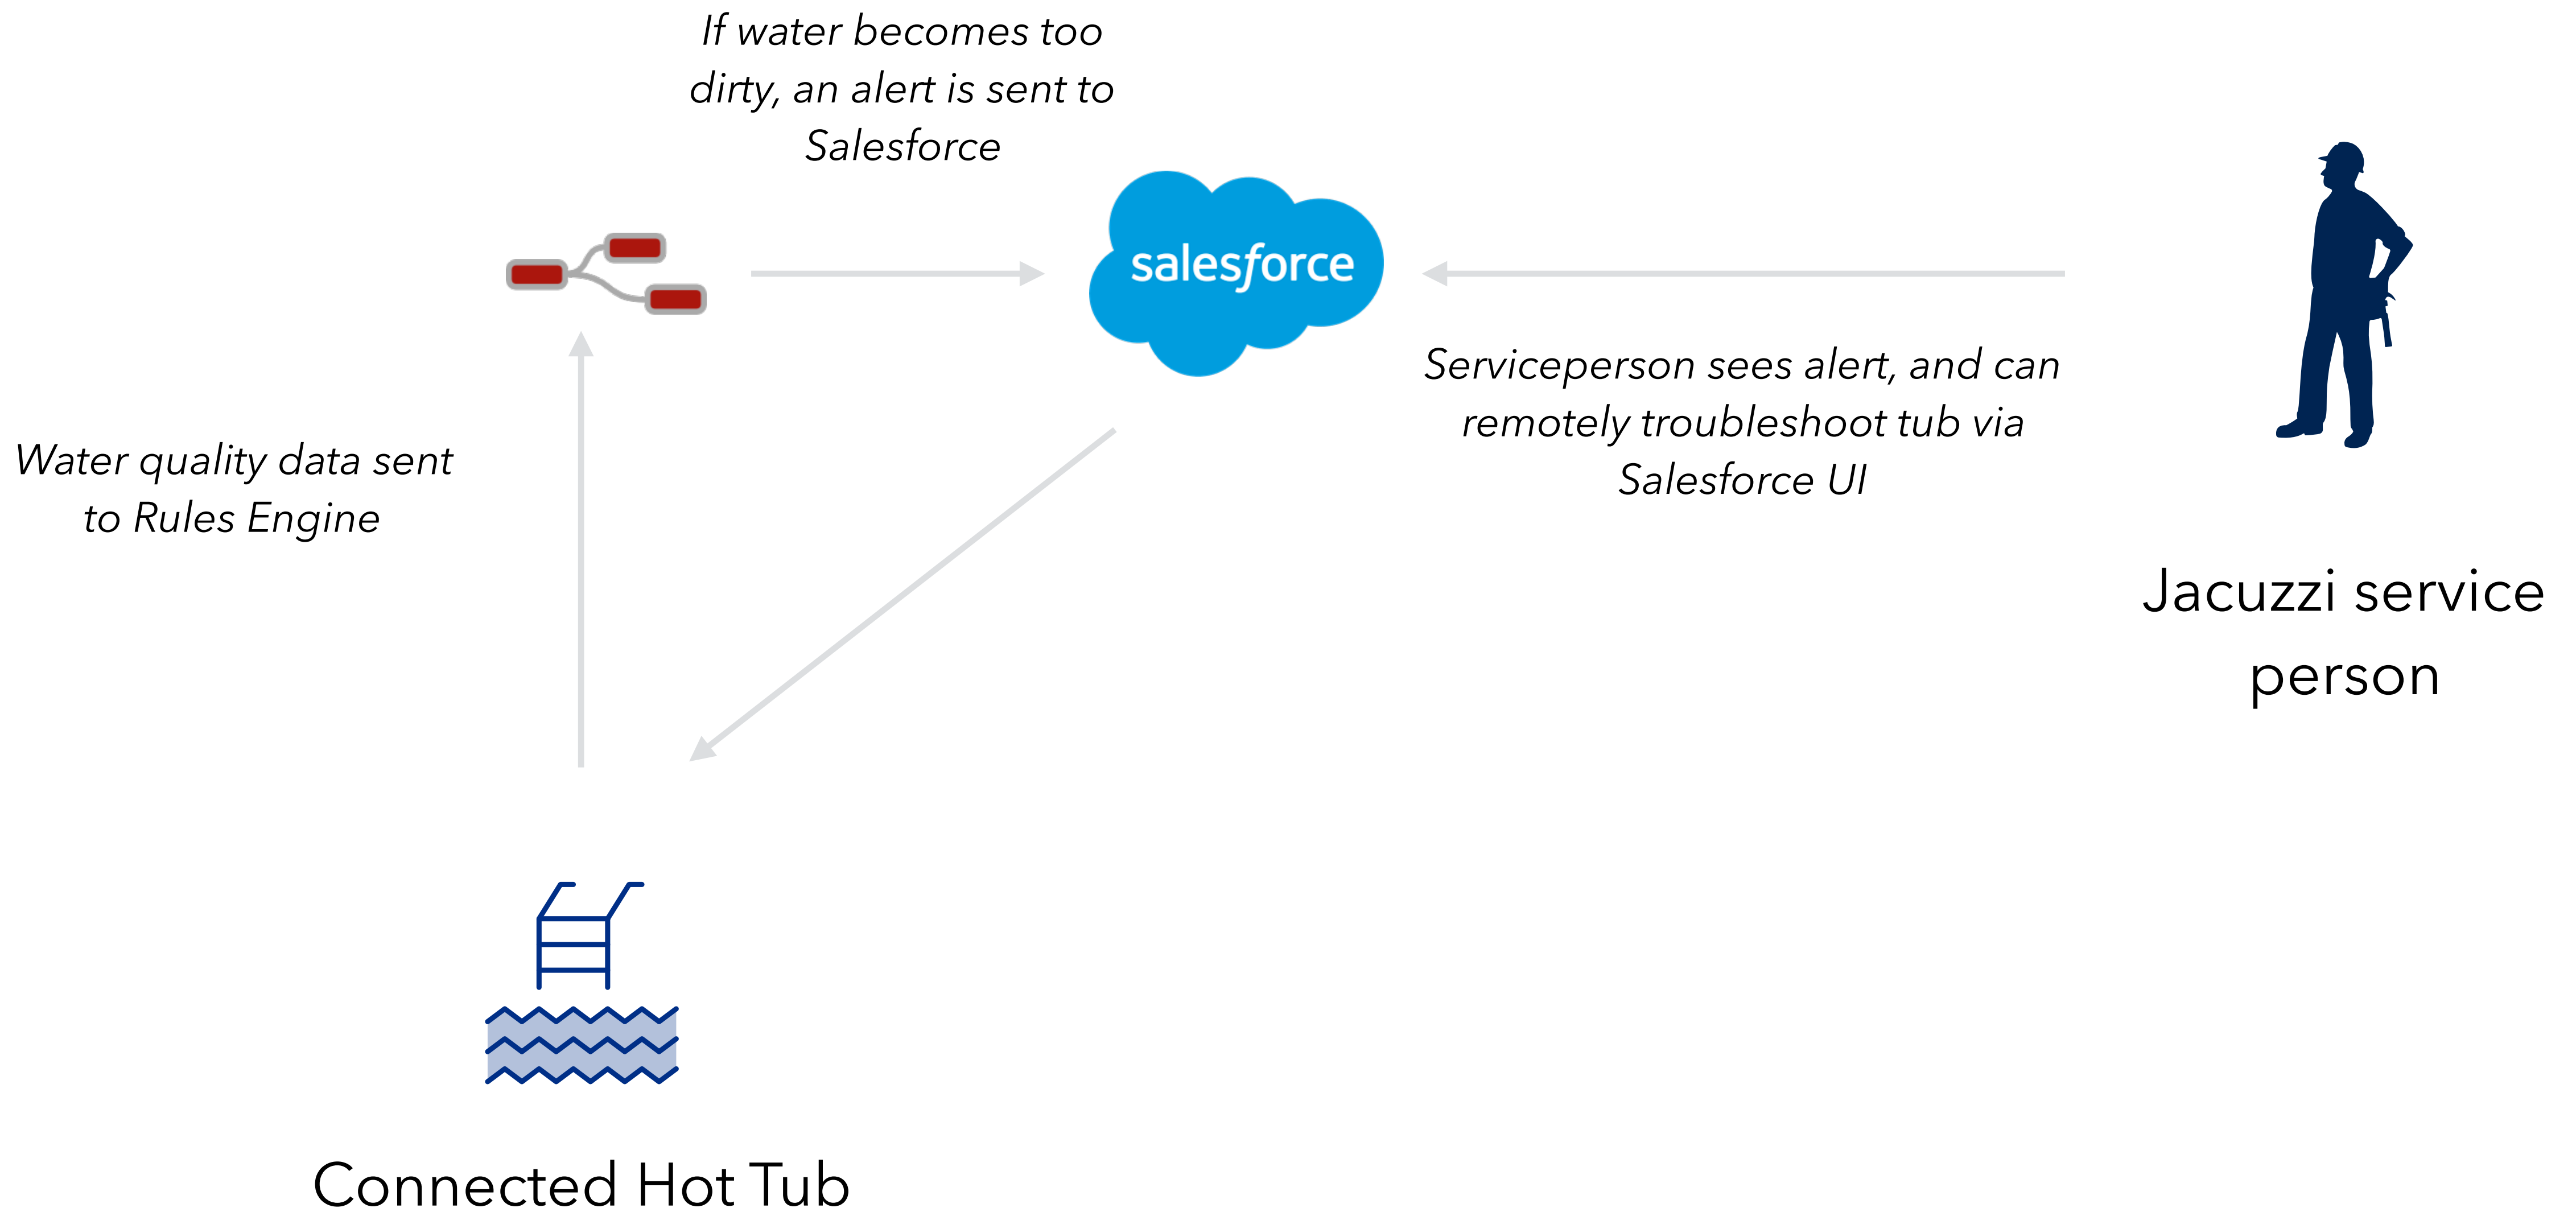 If water becomes too
dirty, an alert is sent to
Salesforce
salesforce
Serviceperson sees alert, and can
remotely troubleshoot tub via
Salesforce UI
Water quality data sent
to Rules Engine
Jacuzzi service
person
Connected Hot Tub